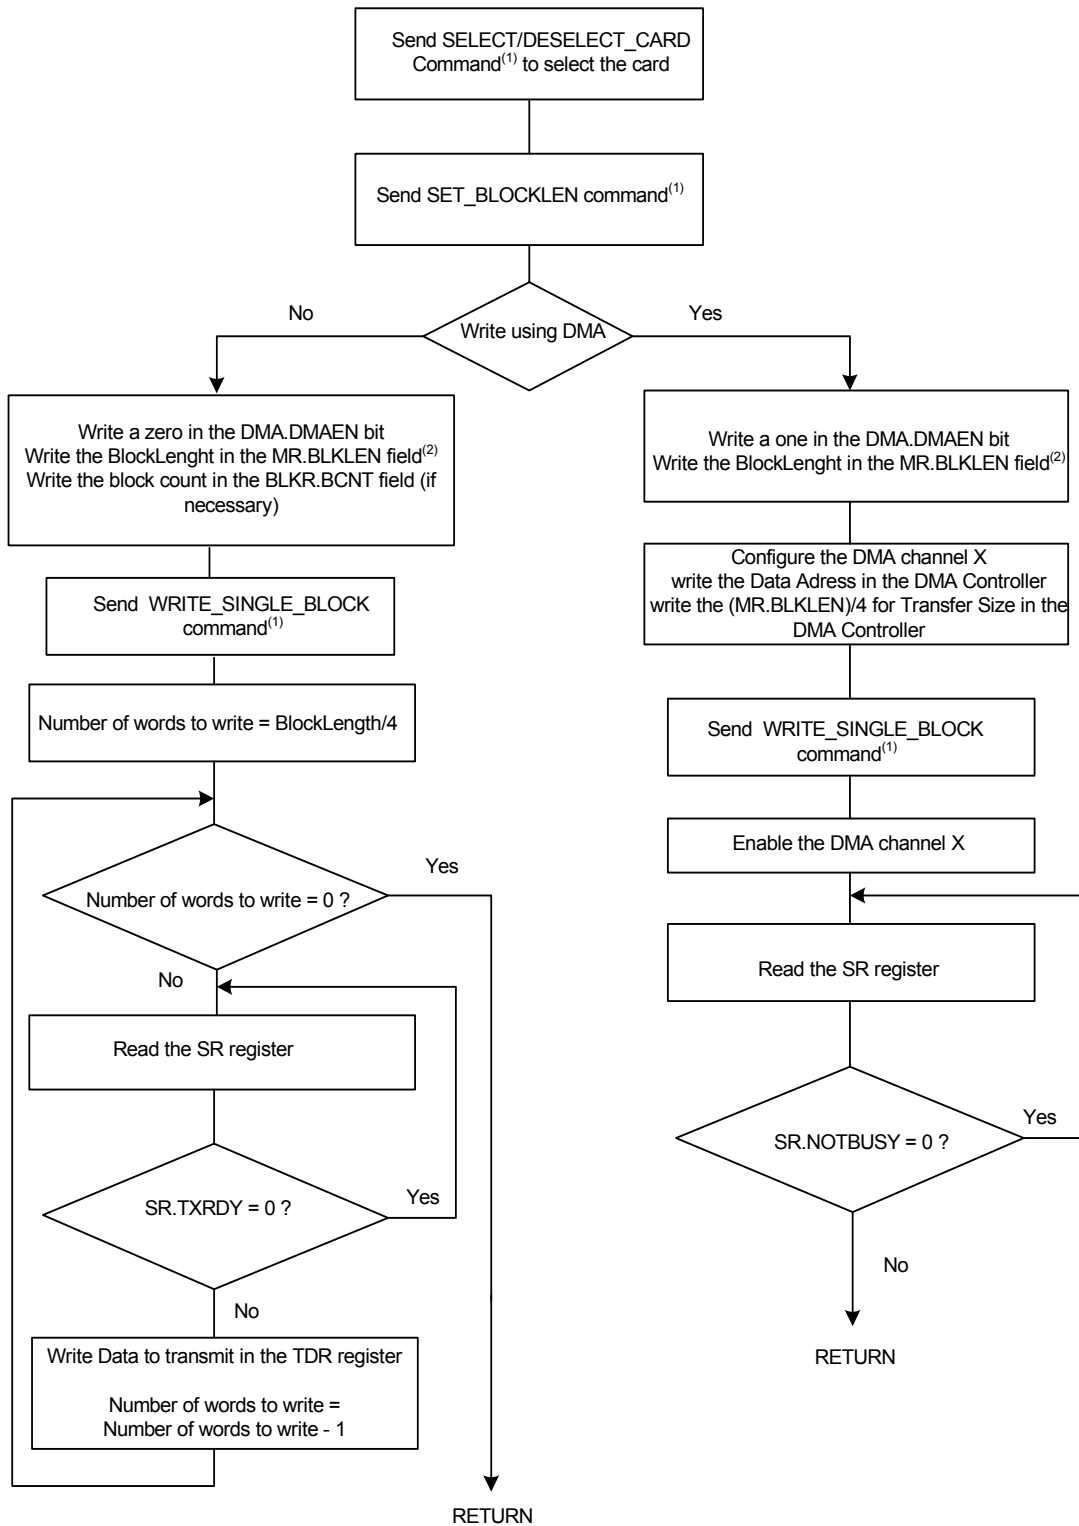 Send SELECT/DESELECT_CARD
Command(1) to select the card
Send SET_BLOCKLEN command(1)
No
Write using DMA
Yes
Write a zero in the DMA.DMAEN bit
Write the BlockLenght in the MR.BLKLEN field(2)
Write the block count in the BLKR.BCNT field (if
necessary)
Send WRITE_SINGLE_BLOCK
command(1)
Number of words to write = BlockLength/4
Number of words to write = 0 ?
Yes
No
Read the SR register
SR.TXRDY = 0 ?
Yes
No
Write Data to transmit in the TDR register
Number of words to write =
Number of words to write - 1
RETURN
Write a one in the DMA.DMAEN bit
Write the BlockLenght in the MR.BLKLEN field(2)
Configure the DMA channel X
write the Data Adress in the DMA Controller
write the (MR.BLKLEN)/4 for Transfer Size in the
DMA Controller
Send WRITE_SINGLE_BLOCK
command(1)
Enable the DMA channel X
Read the SR register
SR.NOTBUSY = 0 ?
Yes
No
RETURN